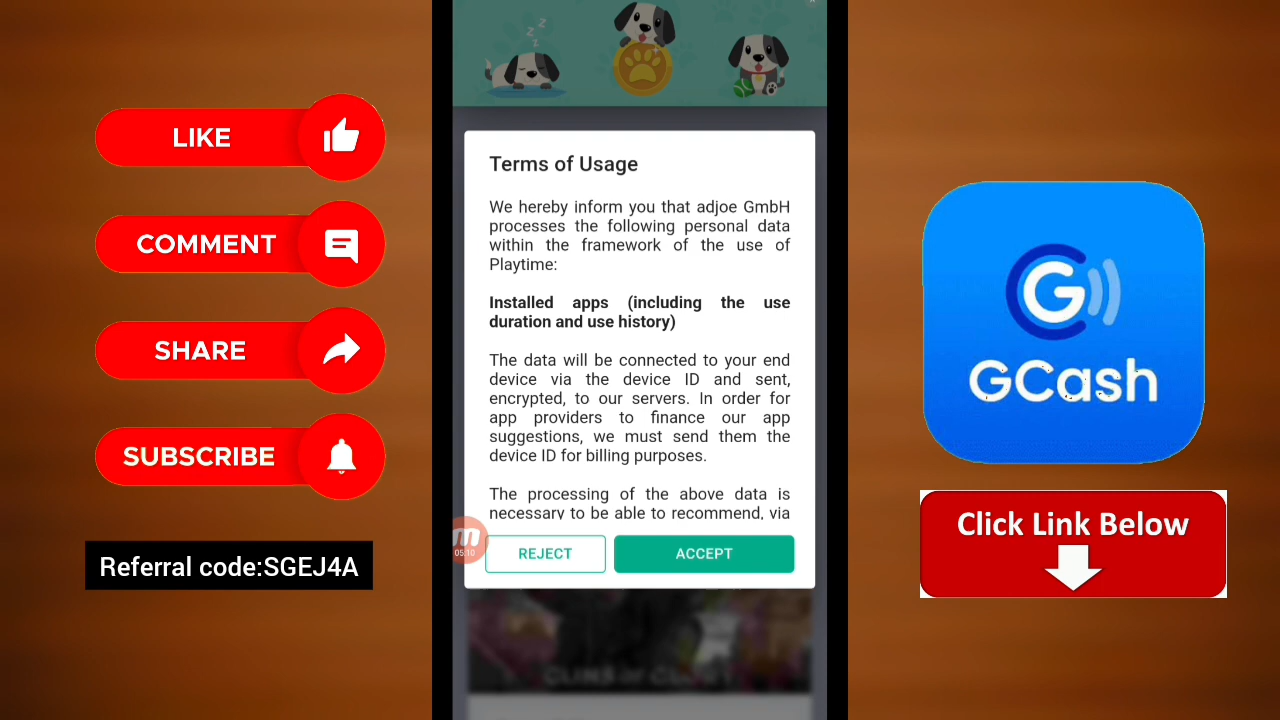 LIKE
COMMENT
SHARE
SUBSCRIBE
Referral code:SGEJ4A
Terms of Usage
We hereby inform you that adjoe GmbH
processes the following personal data
within the framework of the use of
Playtime:
Installed apps (including the use
duration and use history)
The data will be connected to your end
device via the device ID and sent,
encrypted, to our servers. In order for
app providers to finance our app
suggestions, we must send them the
device ID for billing purposes.
The processing of the above data is
necessary to be able to recommend, via
05:10
REJECT
ACCEPT
G
GCash
Click Link Below